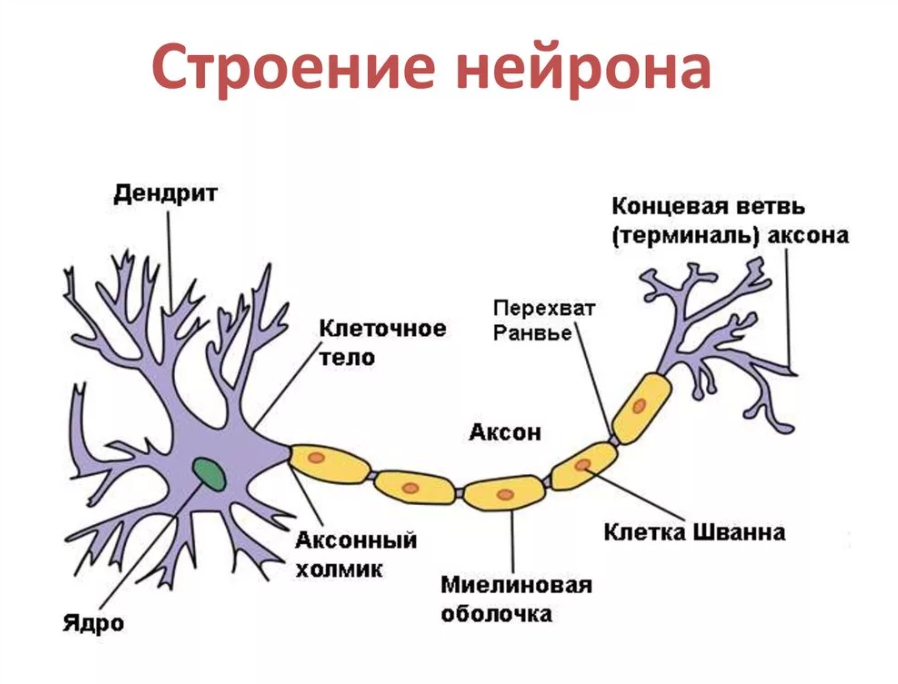 Строение нейрона
Дендрит
Концевая ветвь
(терминаль) аксона
Перехват
Ранвье
Клеточное
тело
Аксон
Клетка Шванна
Аксонный
холмик
Миелиновая
оболочка
Ядро